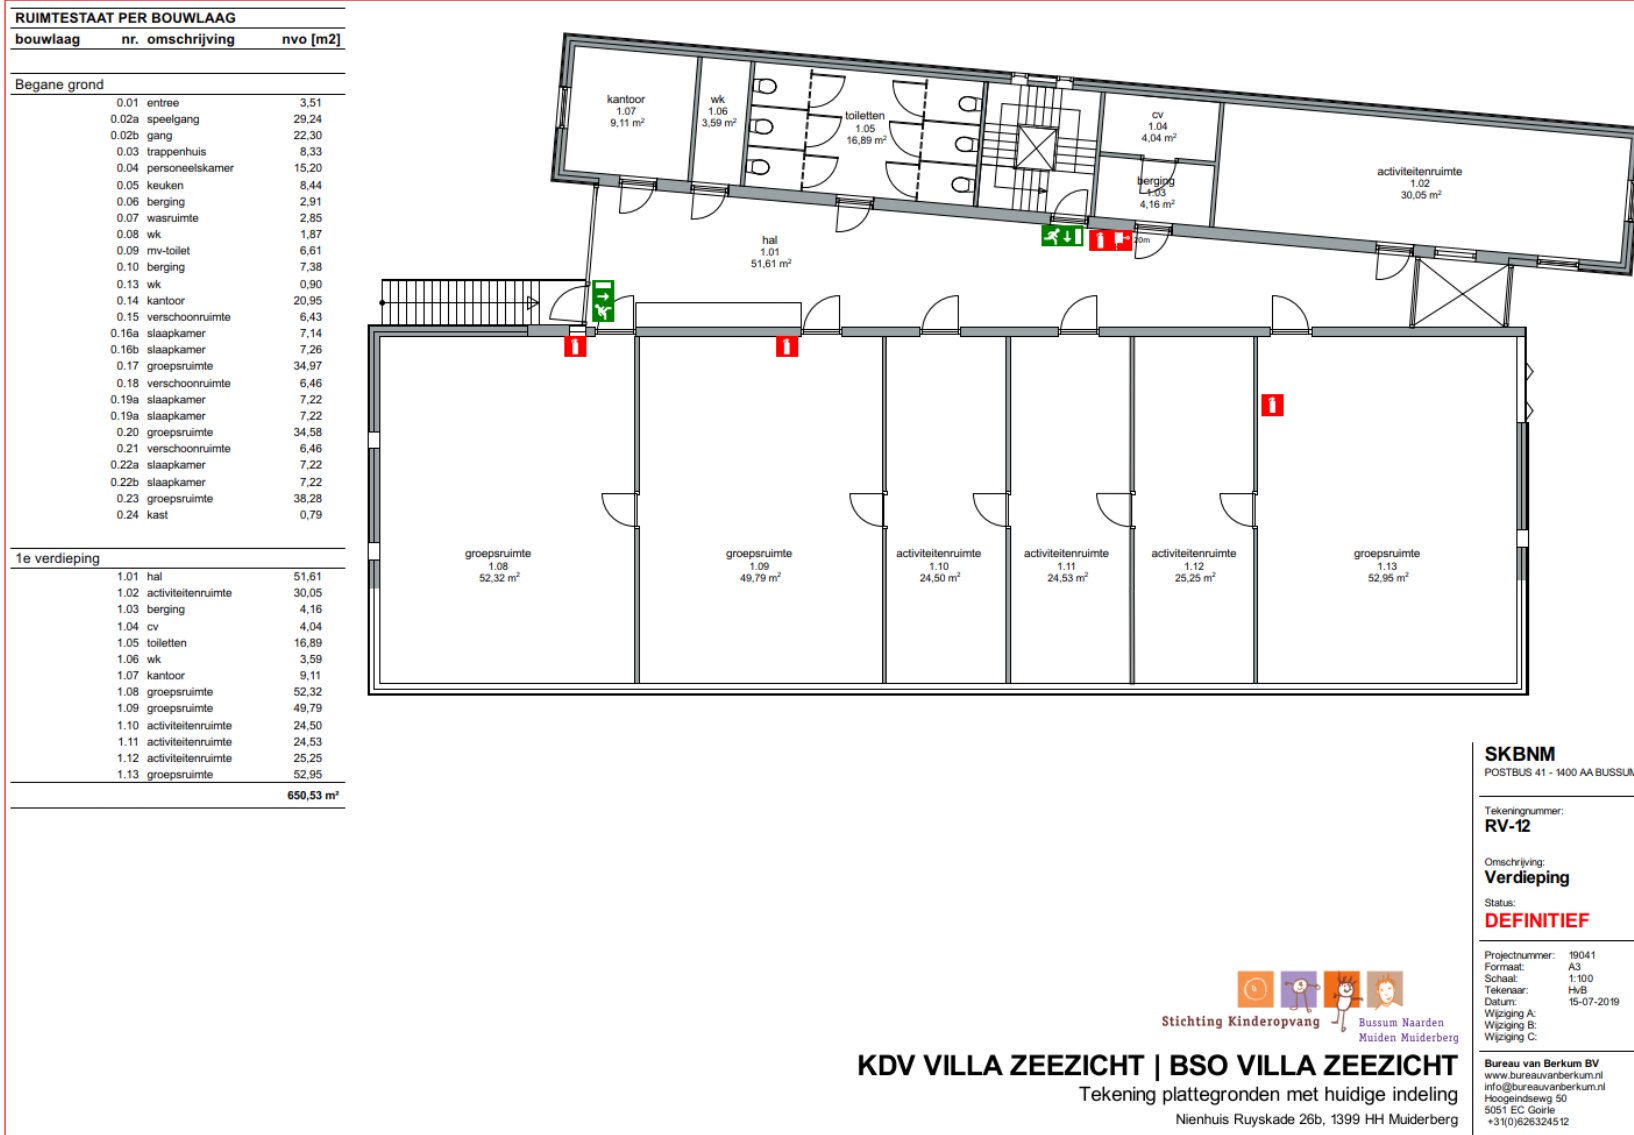 RUIMTESTAAT PER BOUWLAAG
bouwlaag nr. omschrijving nvo [m2]
Begane grond
0.01 entree 3,51
0.02a speelgang 29,24
0.02b gang 22,30
0.03 trappenhuis 8,33
0.04 personeelskamer 15,20
0.05 keuken 8,44
0.06 berging 2,91
0.07 wasruimte 2,85
0.08 wk 1,87
0.09 mv-toilet 6,61
0.10 berging 7,38
0.13 wk 0,90
0.14 kantoor 20,95
0.15 verschoonruimte 6,43
0.16a slaapkamer 7,14
0.16b slaapkamer 7,26
0.17 groepsruimte 34,97
0.18 verschoonruimte 6,46
0.19a slaapkamer 7,22
0.19a slaapkamer 7,22
0.20 groepsruimte 34,58
0.21 verschoonruimte 6,46
0.22a slaapkamer 7,22
0.22b slaapkamer 7,22
0.23 groepsruimte 38,28
0.24 kast 0,79
1e verdieping
1.01 hal 51,61
1.02 activiteitenruimte 30,05
1.03 berging 4,16
1.04 cv 4,04
1.05 toiletten 16,89
1.06 wk 3,59
1.07 kantoor 9,11
1.08 groepsruimte 52,32
1.09 groepsruimte 49,79
1.10 activiteitenruimte 24,50
1.11 activiteitenruimte 24,53
1.12 activiteitenruimte 25,25
1.13 groepsruimte 52,95
650,53 m²
kantoor
1.07
9,11 m²
wk
1.06
3,59 m²
toiletten
1.05
16,89 m²
cv
1.04
4,04 m²
berging
1.03
4,16 m²
activiteitenruimte
1.02
30,05 m²
hal
1.01
51,61 m²
20m
groepsruimte
1.08
52,32 m²
groepsruimte
1.09
49,79 m²
activiteitenruimte
1.10
24,50 m²
activiteitenruimte
1.11
24,53 m²
activiteitenruimte
1.12
25,25 m²
groepsruimte
1.13
52,95 m²
SKBNM
POSTBUS 41 - 1400 AA BUSSUM
Tekeningnummer:
RV-12
Omschrijving:
Verdieping
Status:
DEFINITIEF
Projectnummer: 19041
Formaat: A3
Schaal: 1:100
Tekenaar: HvB
Datum: 15-07-2019
Wijziging A:
Wijziging B:
Wijziging C:
Bureau van Berkum BV
www.bureauvanberkum.nl
info@bureauvanberkum.nl
Hoogeindsewg 50
5051 EC Goirle
+31(0)626324512
Stichting Kinderopvang
Bussum Naarden
Muiden Muiderberg
KDV VILLA ZEEZICHT | BSO VILLA ZEEZICHT
Tekening plattegronden met huidige indeling
Nienhuis Ruyskade 26b, 1399 HH Muiderberg